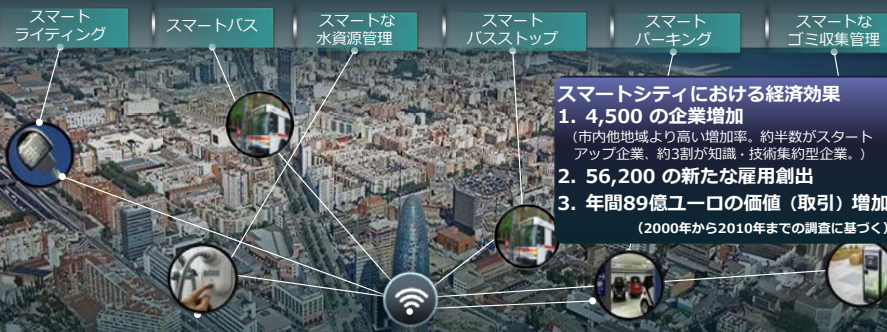 スマート
ライティング
スマートバス
スマートな
水資源管理
スマート
バスストップ
スマート
パーキング
スマートな
ゴミ収集管理
スマートシティにおける経済効果
1. 4,500 の企業増加
（市内他地域より高い増加率。約半数がスタート
アップ企業、約3割が知識・技術集約型企業。）
2. 56,200 の新たな雇用創出
3. 年間89億ユーロの価値（取引）増加
（2000年から2010年までの調査に基づく）